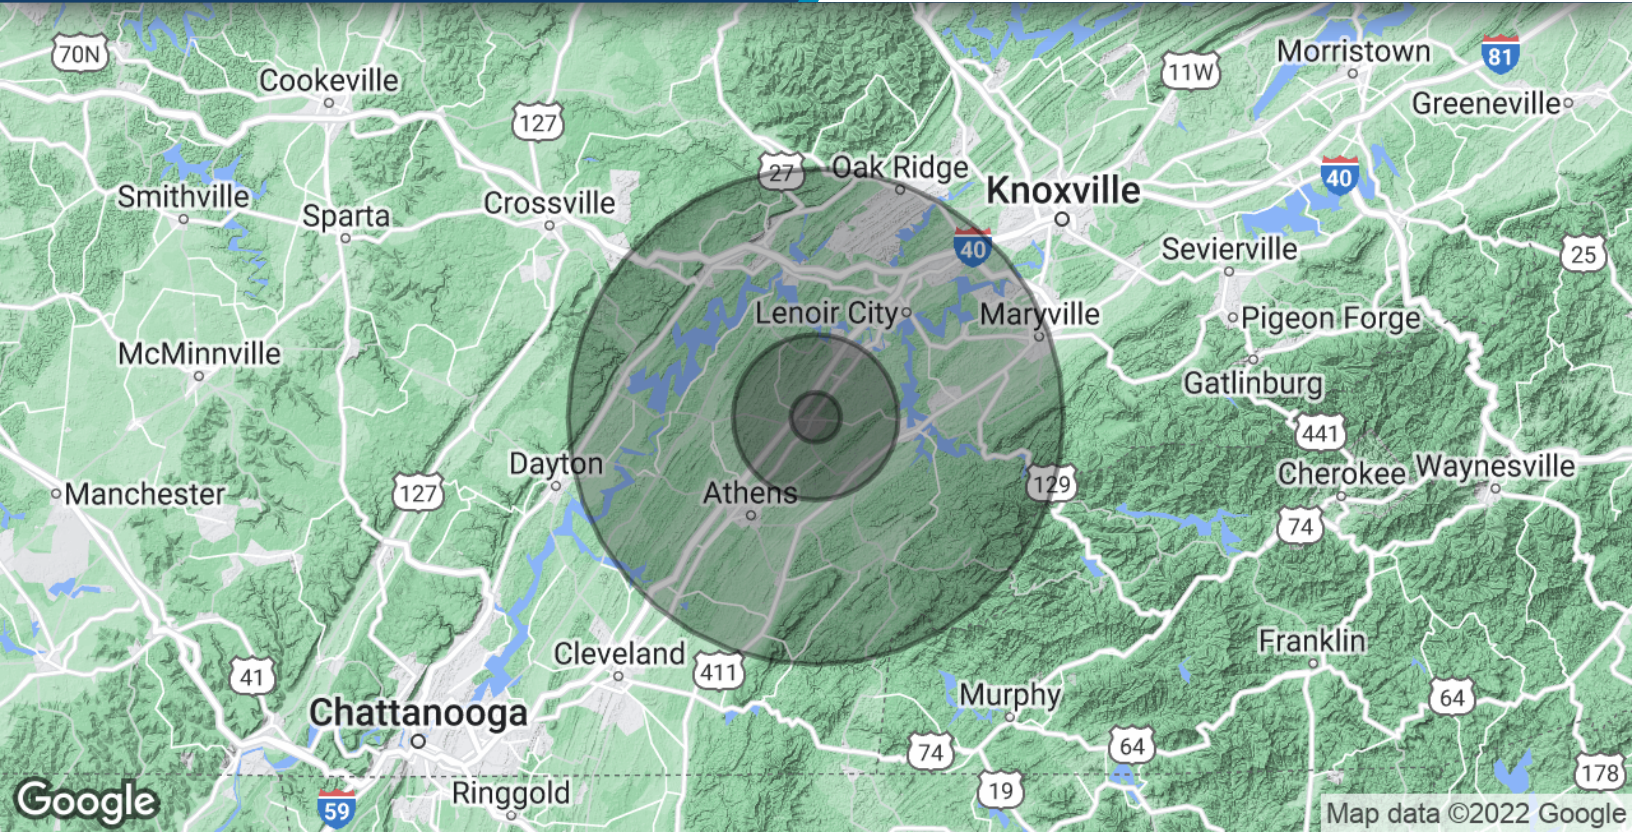 70N
Cookeville
127
11W
Morristown
81
Greeneville
27
Oak Ridge
Knoxville
40
Smithville
Sparta
Crossville
40
Sevierville
25
Lenoir City
Maryville
Pigeon Forge
McMinnville
Gatlinburg
441
Dayton
Cherokee
Waynesville
Manchester
127
Athens
129
74
Cleveland
411
Franklin
41
Murphy
64
Chattanooga
74
64
178
Google
59
Ringgold
19
Map data ©2022 Google